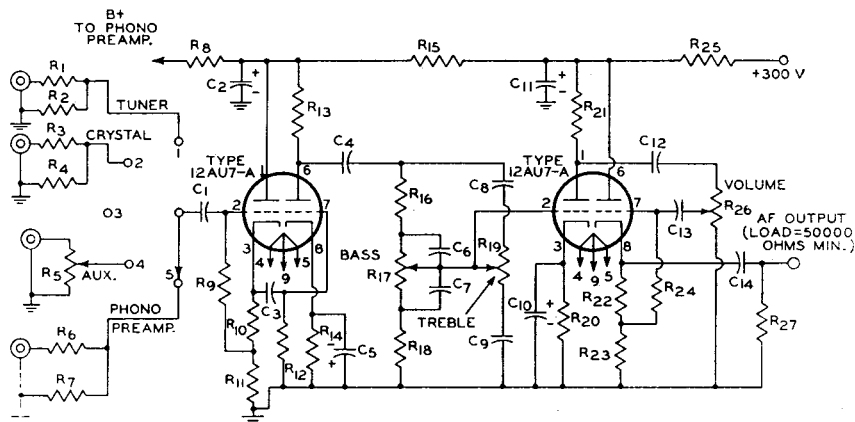 B+
TO PHONO
PREAMP.
R8
R15
R25
+300 V
C2
+
-
C11
+
-
R1
R2
TUNER
1
R3
CRYSTAL
R4
2
3
R5
AUX.
4
5
PHONO
PREAMP.
R6
R7
R13
C4
TYPE
12AU7-A
6
C1
2
7
3
8
4
9
5
R9
C3
R10
R11
R12
R14
-
+
C5
R16
BASS
R17
R18
C6
C7
C8
R19
TREBLE
C9
R21
1
TYPE
12AU7-A
6
C12
2
7
3
8
4
9
5
C10
+
-
R20
R22
R23
R24
C13
VOLUME
R26
AF OUTPUT
(LOAD=50000
OHMS MIN.)
C14
R27